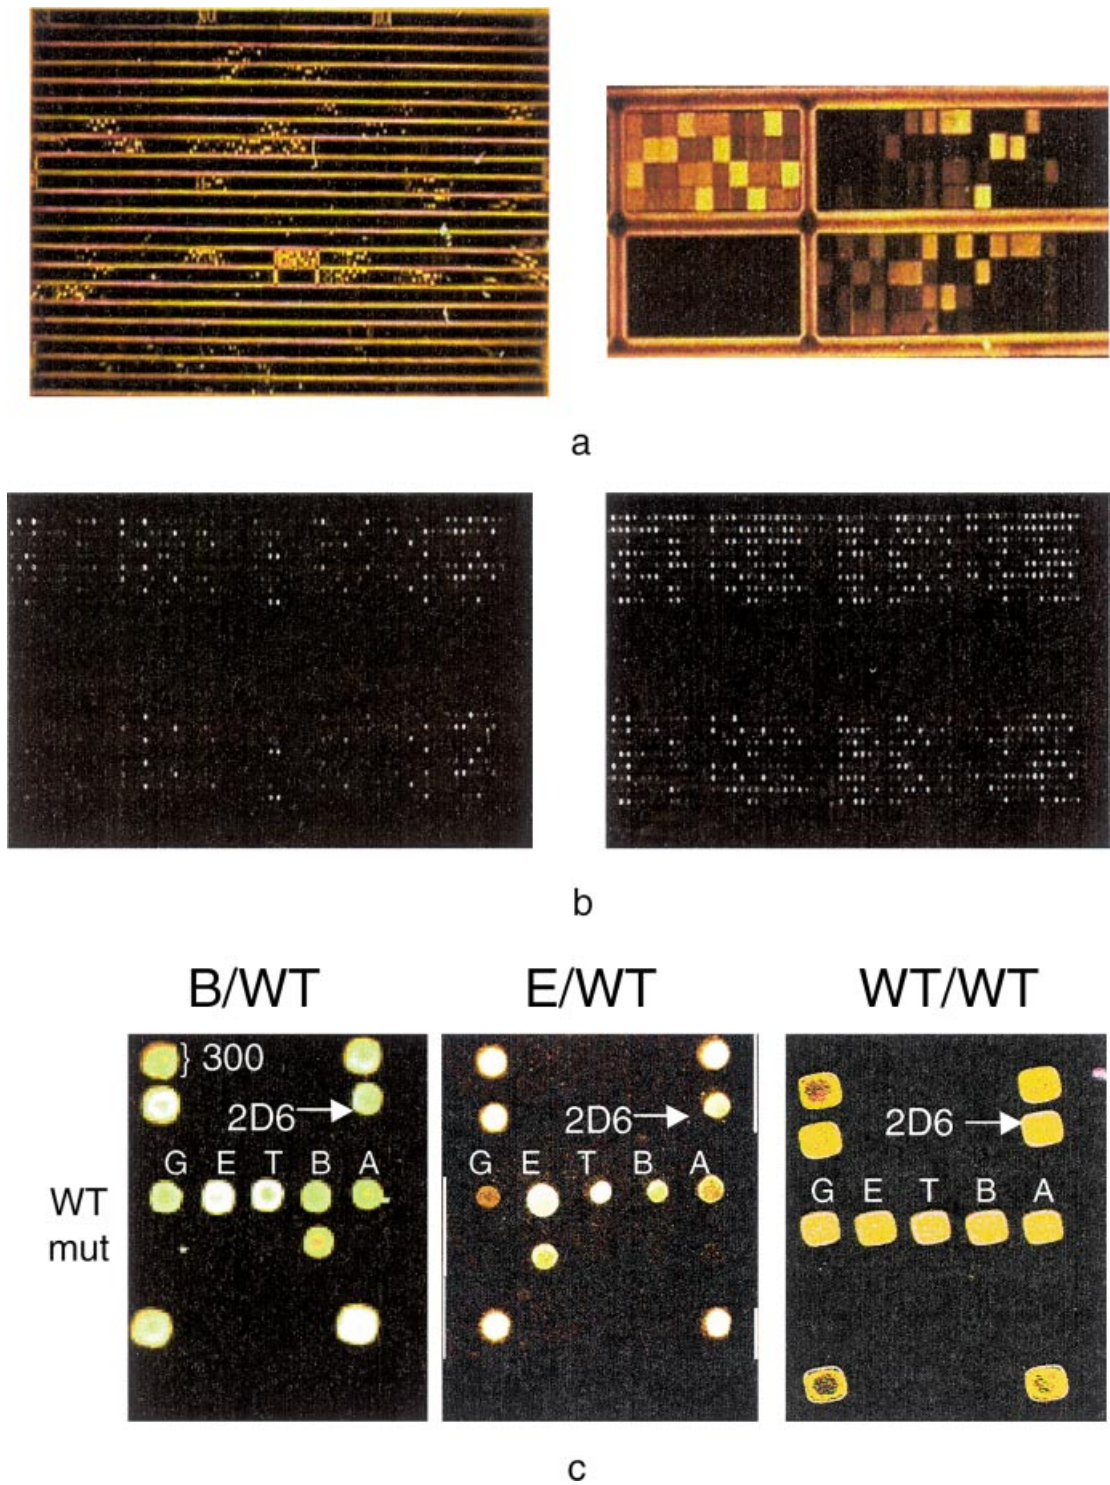 a
b
B/WT E/WT WT/WT
} 300
2D6 2D6 2D6
G E T B A G E T B A G E T B A
WT
mut
c